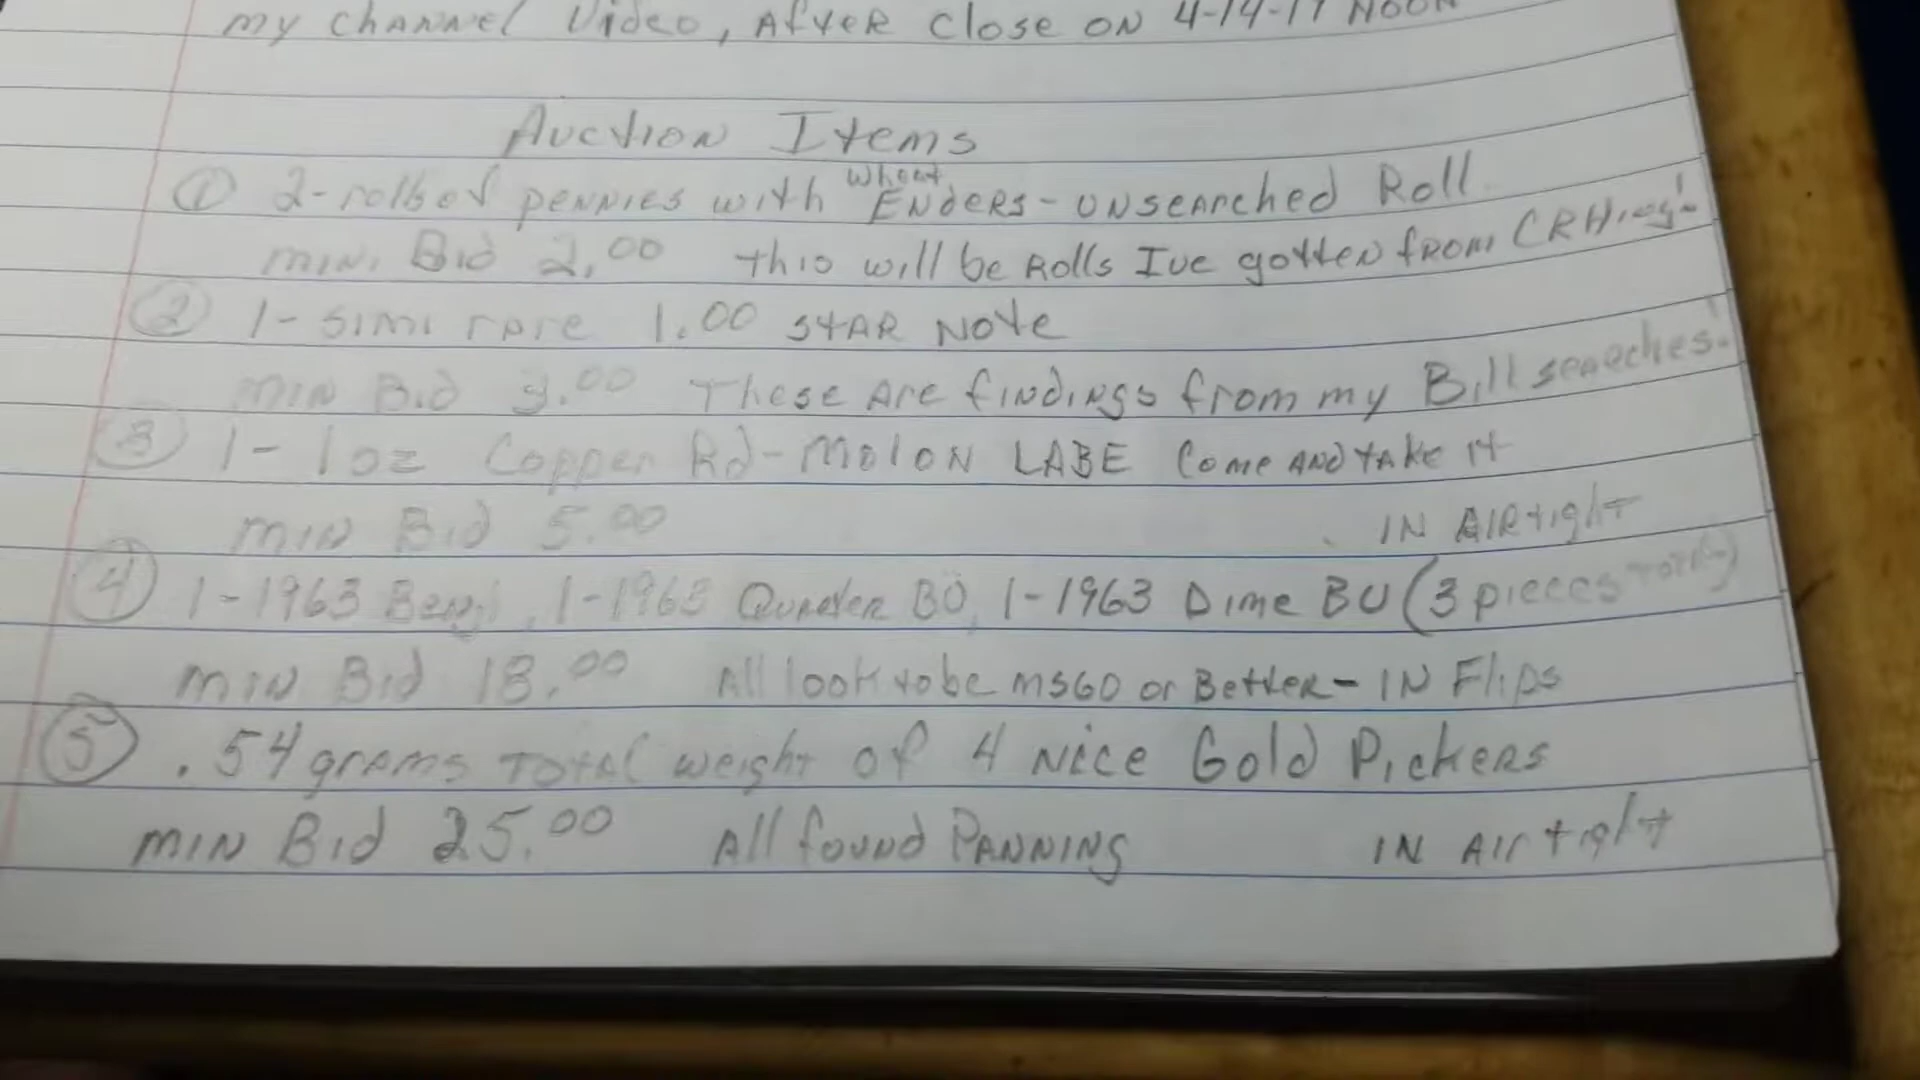 my channel Video, After Close ON 4-14-17 NOON
Auction Items
① 2-rolls of pennies with Wheat Enders - unsearched Roll
min. Bid 2.00 this will be Rolls Ive gotten from CRHing!
② 1- simi rare 1.00 STAR Note
min Bid 3.00 These Are findings from my Bill searches!
③ 1- 1oz Copper Rd - Molon LABE Come AND take it
min Bid 5.00 IN AIRtight
④ 1-1963 Benj, 1-1963 Quarter BU, 1-1963 Dime BU (3 pieces total)
min Bid 18.00 All look to be MS60 or Better - IN Flips
⑤ .54 grams Total weight of 4 Nice Gold Pickers
MIN Bid 25.00 All found PANNING IN Airtight